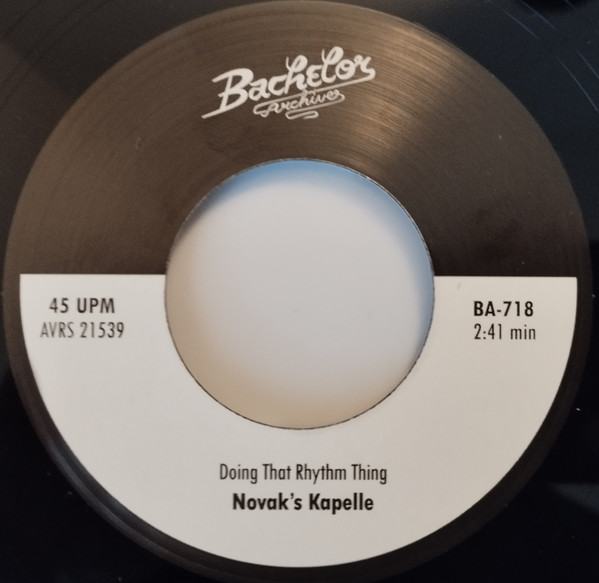 Bachelor
Archives
45 UPM
AVRS 21539
BA-718
2:41 min
Doing That Rhythm Thing
Novak's Kapelle